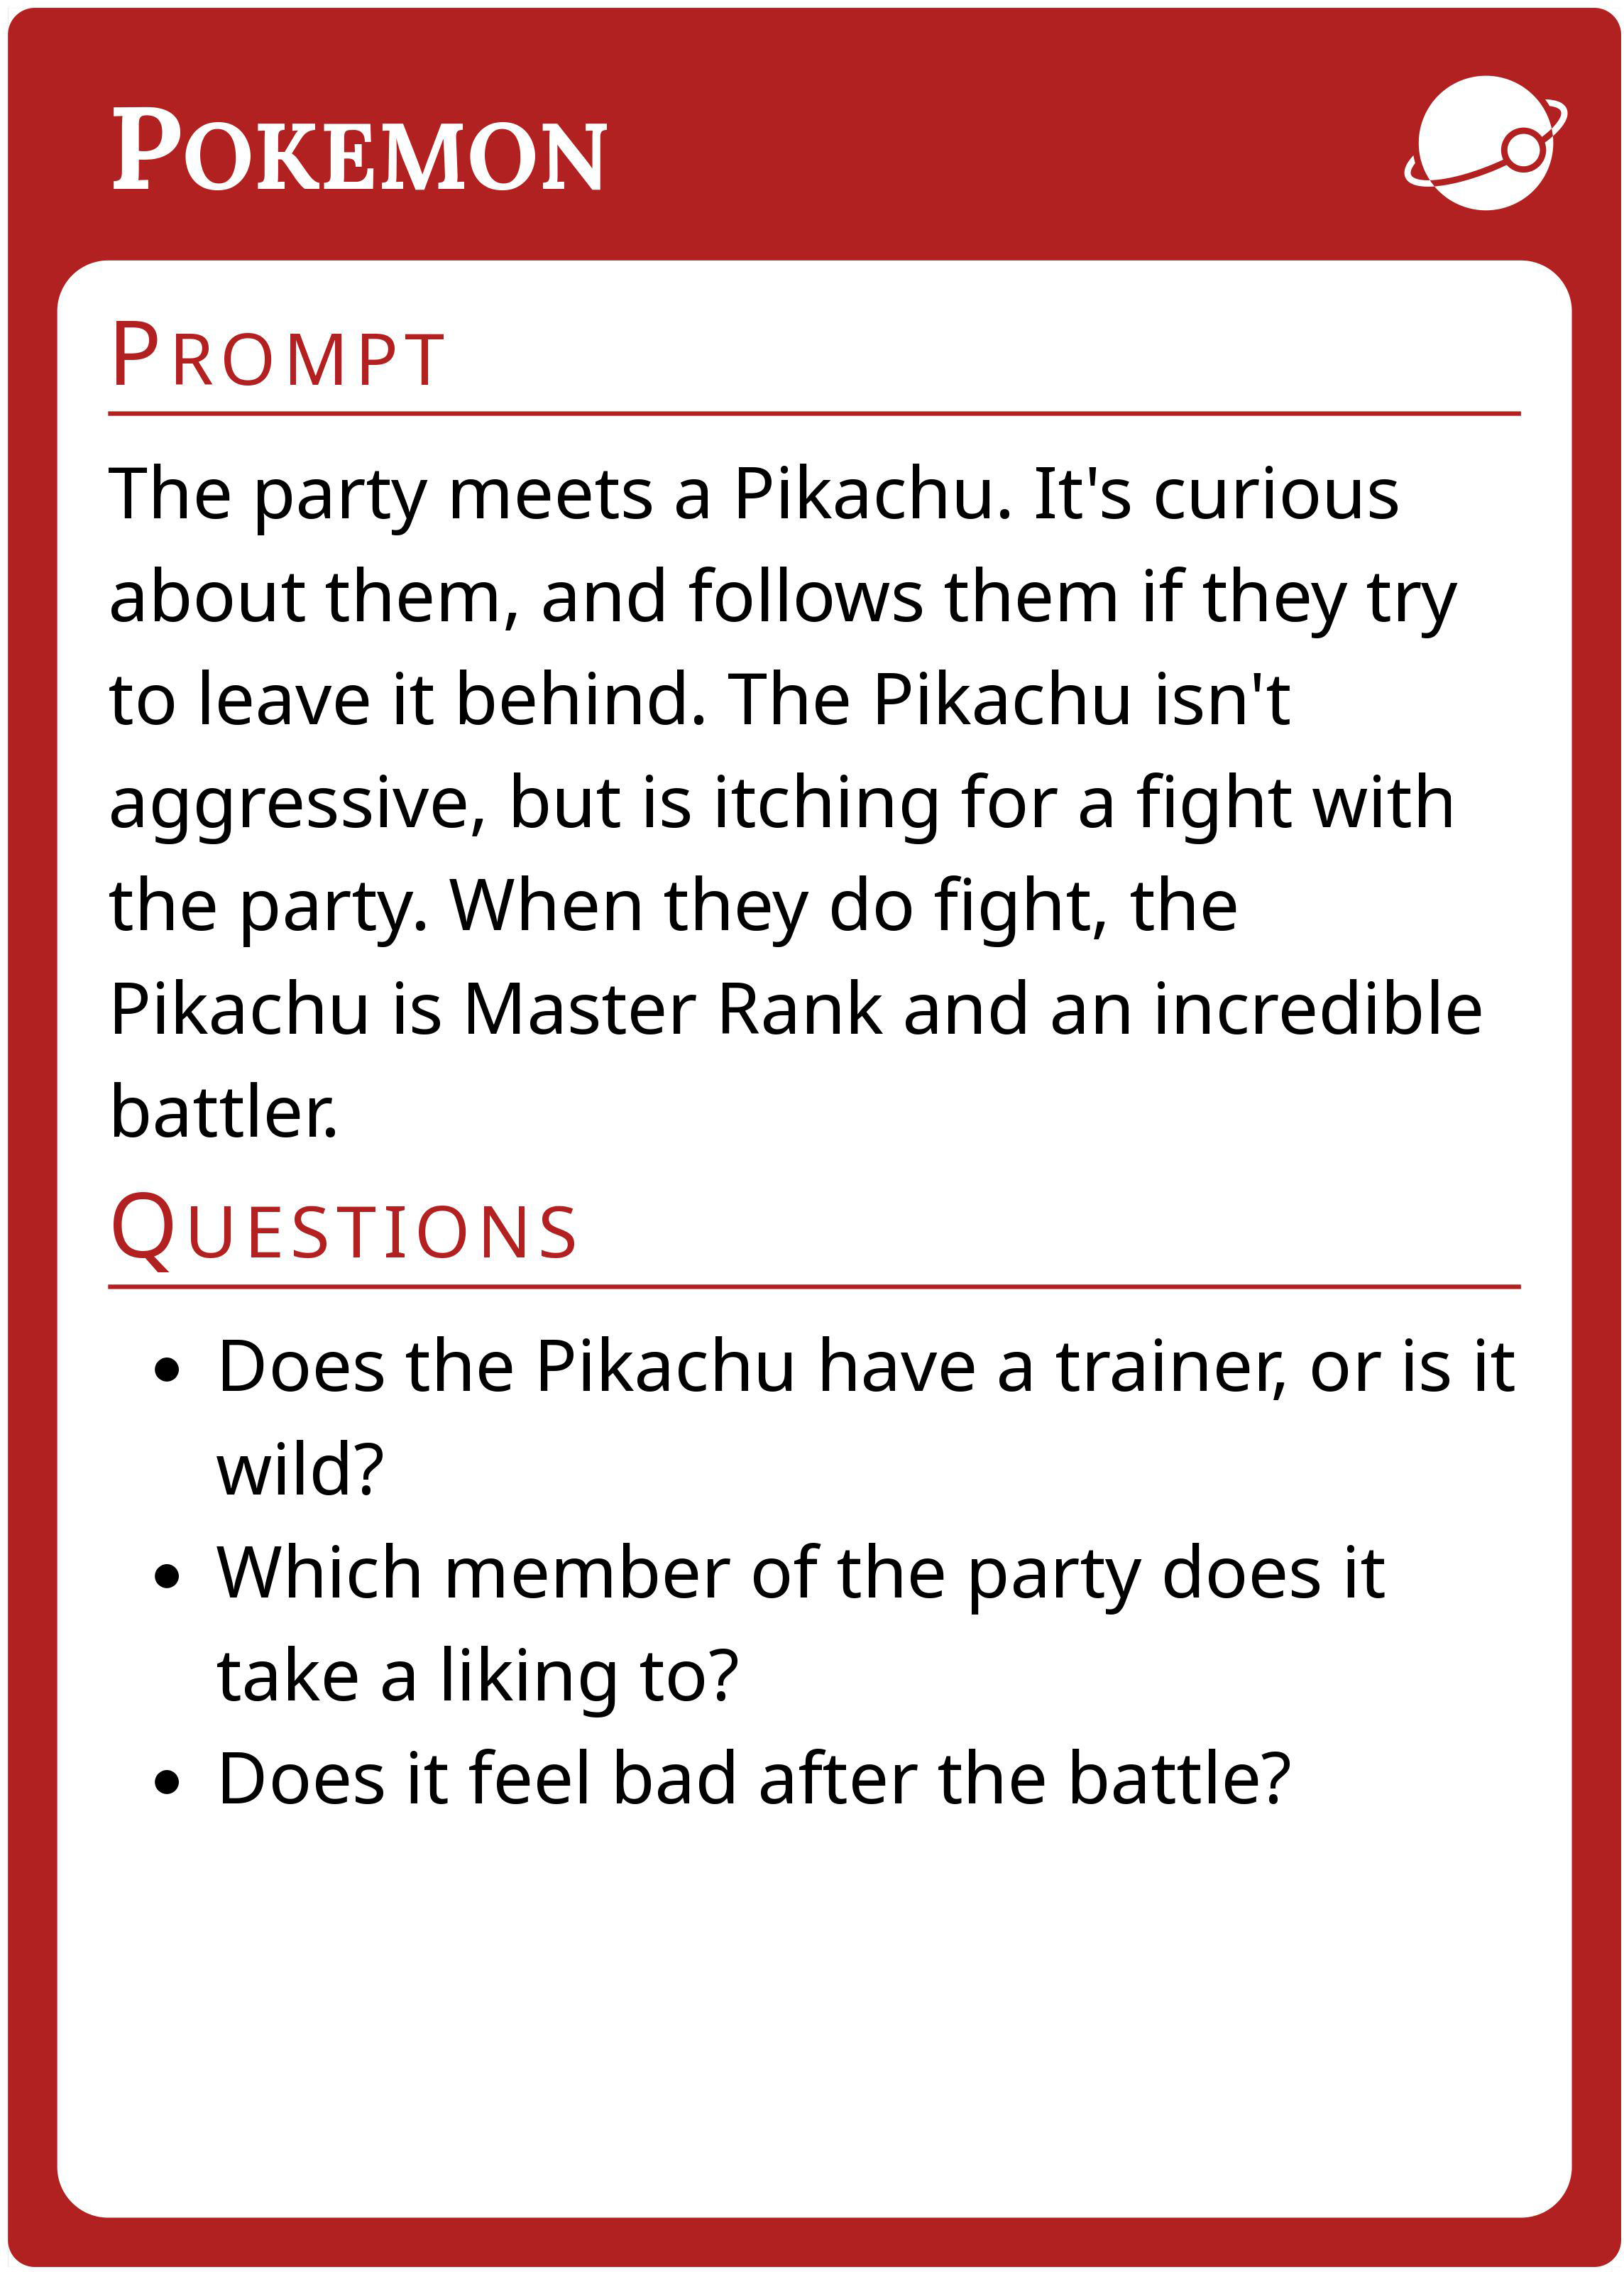 Pokemon
Prompt
The party meets a Pikachu. It's curious
about them, and follows them if they try
to leave it behind. The Pikachu isn't
aggressive, but is itching for a fight with
the party. When they do fight, the
Pikachu is Master Rank and an incredible
battler.
Questions
• Does the Pikachu have a trainer, or is it
wild?
• Which member of the party does it
take a liking to?
• Does it feel bad after the battle?